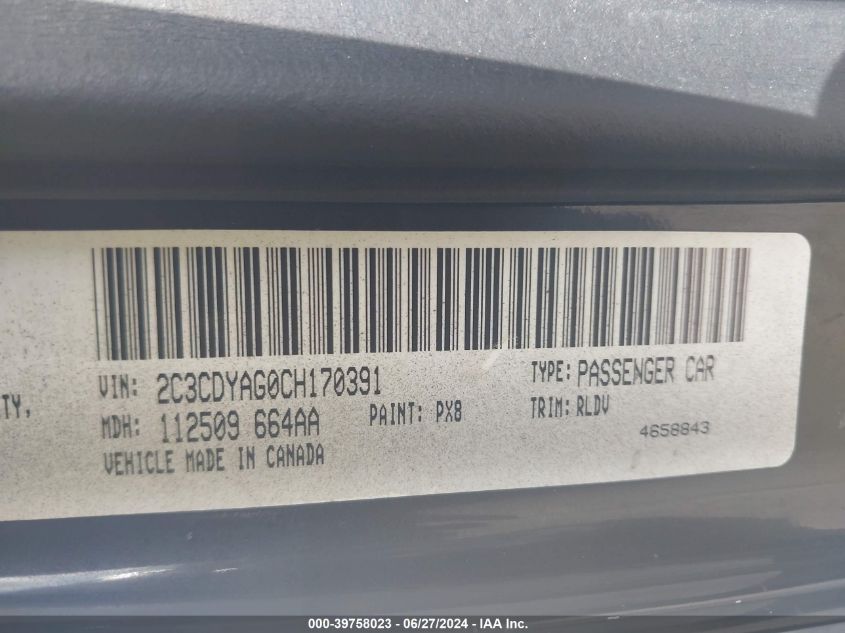 VIN: 2C3CDYAG0CH170391 TYPE: PASSENGER CAR
TY, MDH: 112509 664AA PAINT: PX8 TRIM: RLDV
4658843
VEHICLE MADE IN CANADA
000-39758023 - 06/27/2024 - IAA Inc.